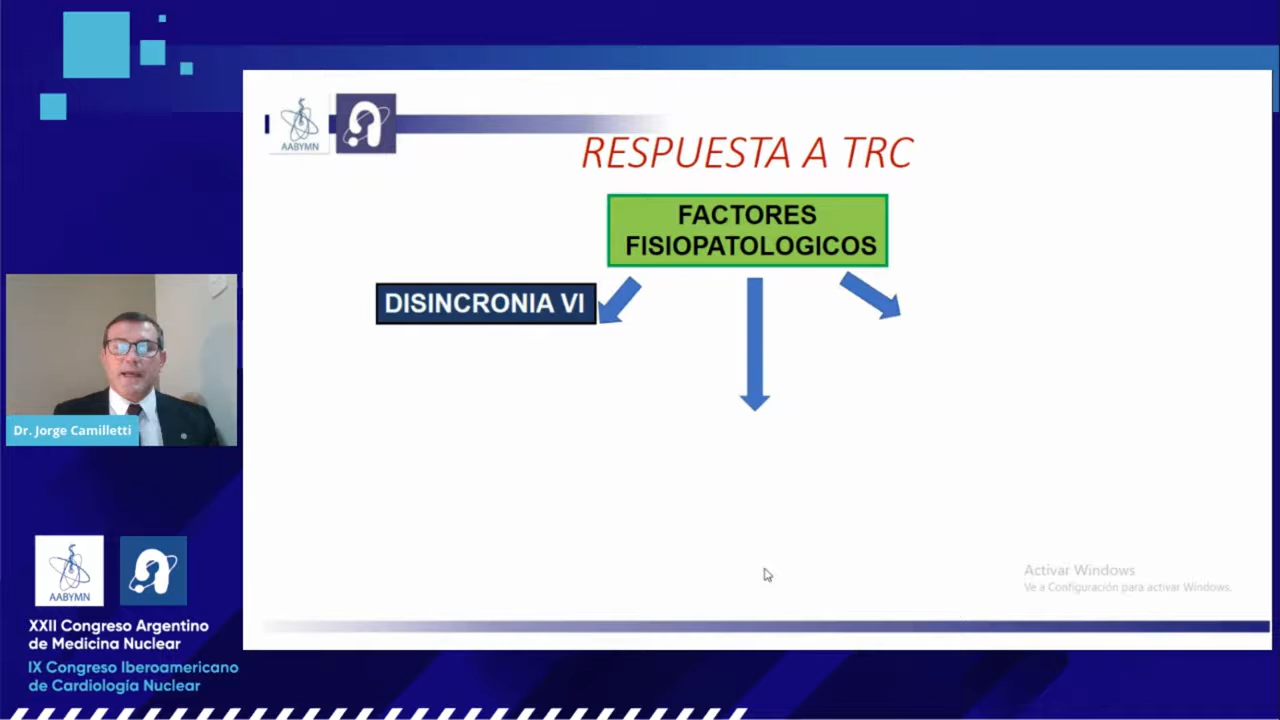 AABYMN
RESPUESTA A TRC
FACTORES
FISIOPATOLOGICOS
DISINCRONIA VI
Dr. Jorge Camilletti
Activar Windows
Ve a Configuración para activar Windows.
AABYMN
XXII Congreso Argentino
de Medicina Nuclear
IX Congreso Iberoamericano
de Cardiología Nuclear